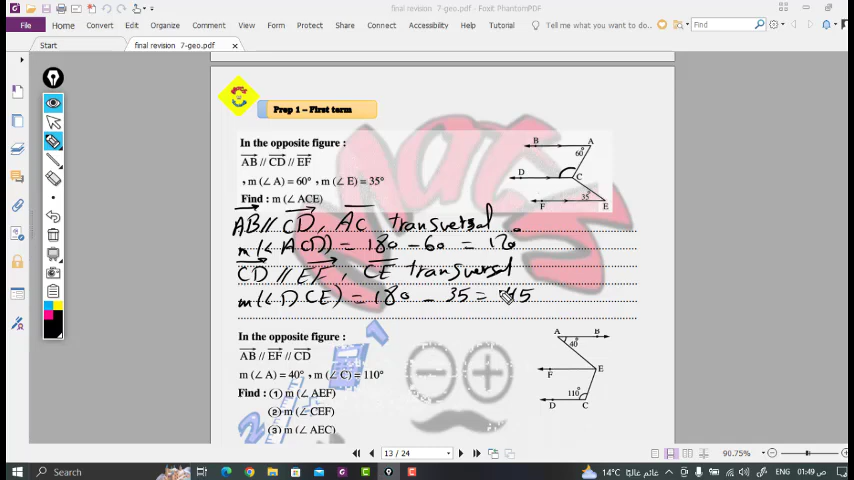 final revision 7-geo.pdf - Foxit PhantomPDF
File Home Organize Comment View Form Protect Share Connect Accessibility Help Tutorial Tell me what you want to do... Find
Start final revision 7-geo.pdf
Prep 1 – First term
In the opposite figure :
AB // CD // EF
, m (∠ A) = 60° , m (∠ E) = 35°
Find : m (∠ ACE)
B A
60°
D C
35°
F E
AB // CD , AC transversal
m(∠ ACD) = 180 - 60 = 120
CD // EF , CE transversal
m(∠ DCE) = 180 - 35 = 145
In the opposite figure :
AB // EF // CD
m (∠ A) = 40° , m (∠ C) = 110°
Find : (1) m (∠ AEF)
(2) m (∠ CEF)
(3) m (∠ AEC)
A B
40°
F E
110°
D C
13 / 24 90.75%
Search 14°C غائم غالبًا ENG 01:49 ص